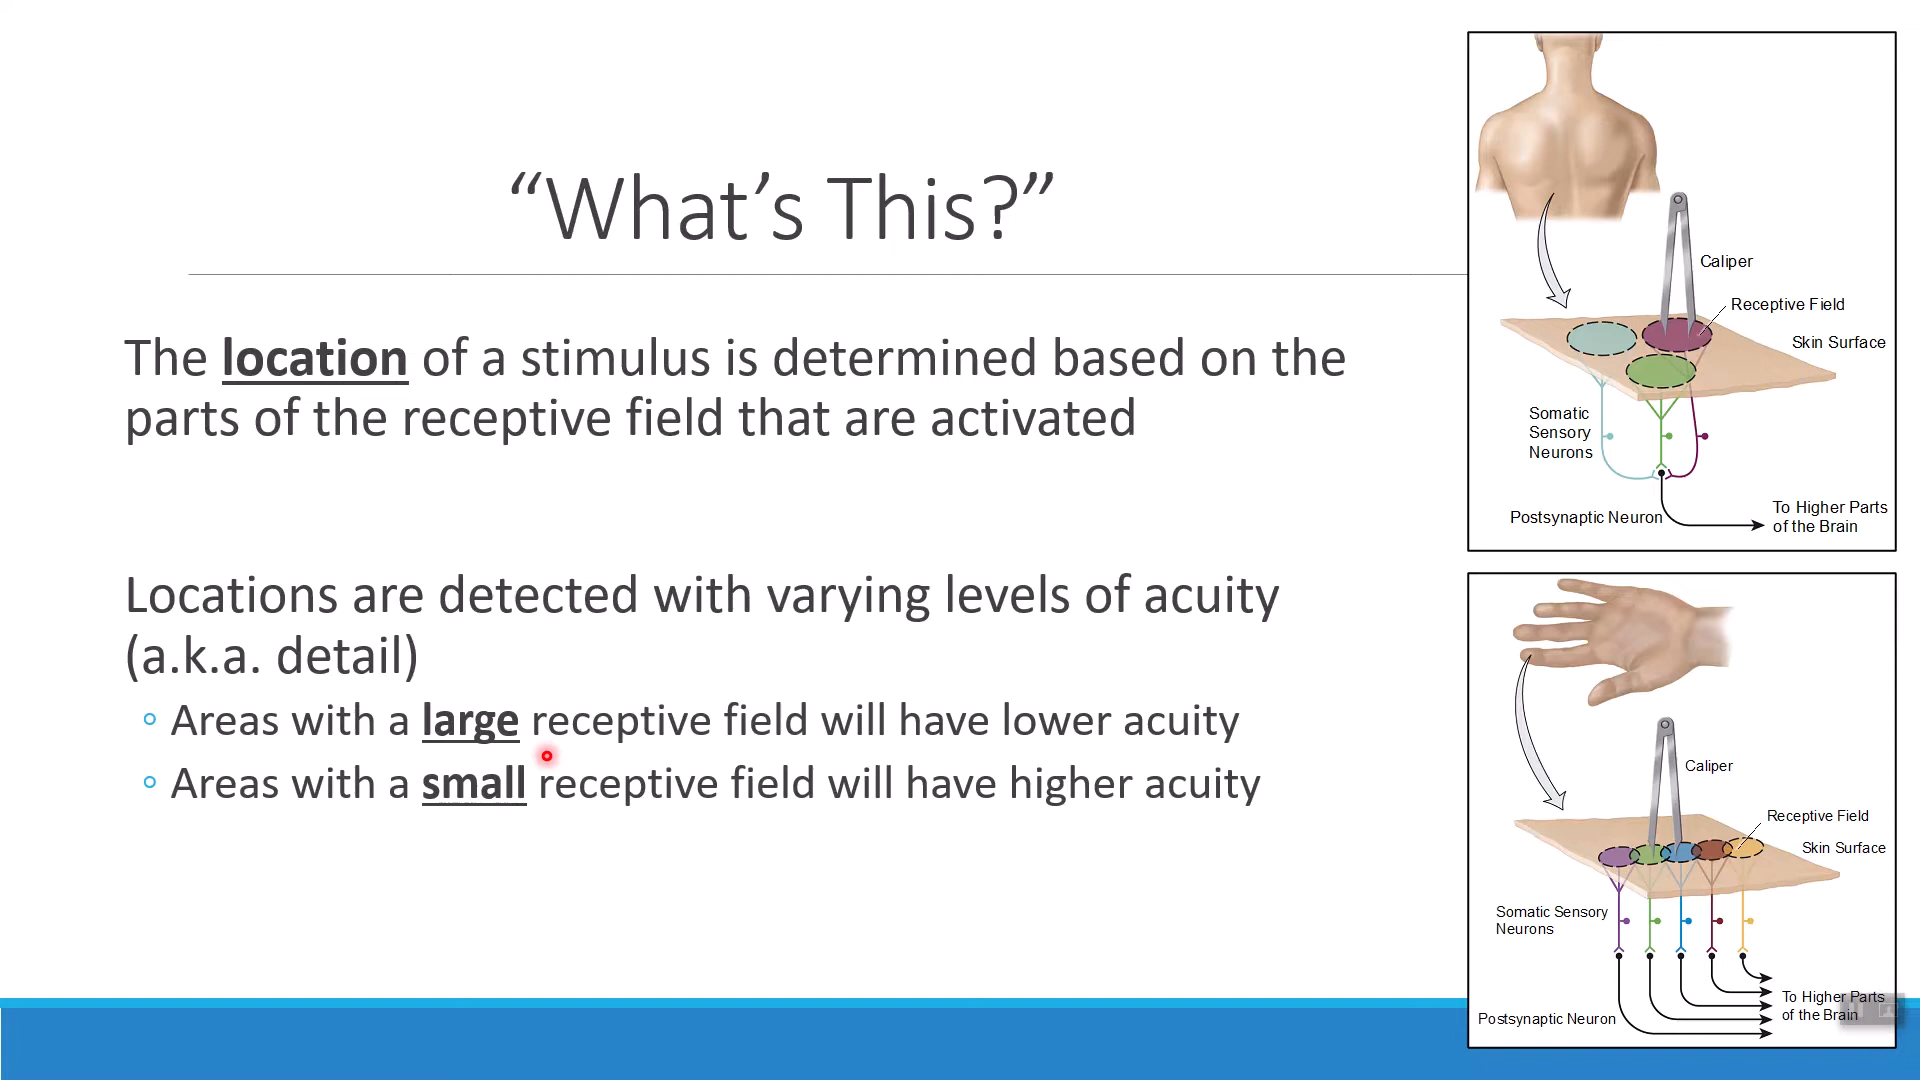 “What’s This?”
The location of a stimulus is determined based on the
parts of the receptive field that are activated
Locations are detected with varying levels of acuity
(a.k.a. detail)
◦ Areas with a large receptive field will have lower acuity
◦ Areas with a small receptive field will have higher acuity
Caliper
Receptive Field
Skin Surface
Somatic
Sensory
Neurons
Postsynaptic Neuron
To Higher Parts
of the Brain
Caliper
Receptive Field
Skin Surface
Somatic Sensory
Neurons
Postsynaptic Neuron
To Higher Parts
of the Brain